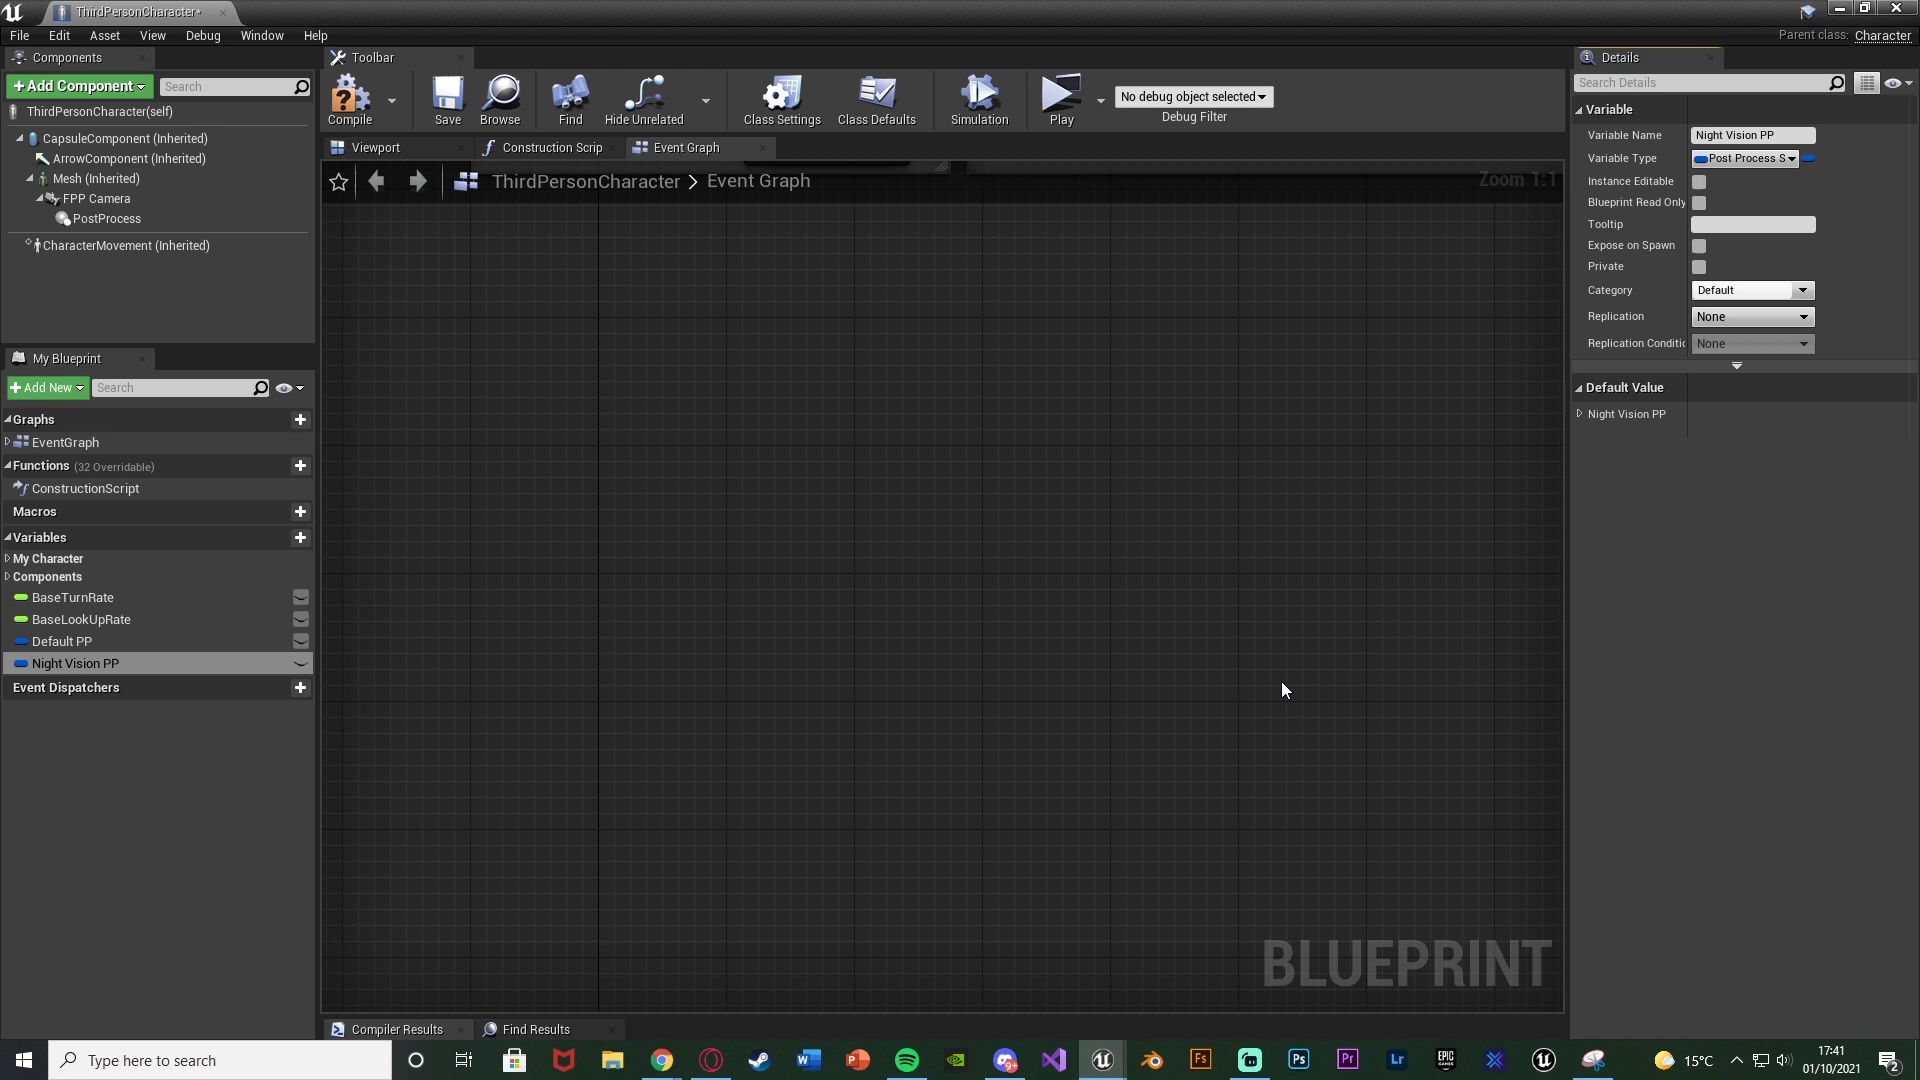 ThirdPersonCharacter*
File Edit Asset View Debug Window Help
Parent class: Character
Components
Toolbar
Details
+Add Component
Search
ThirdPersonCharacter(self)
CapsuleComponent (Inherited)
ArrowComponent (Inherited)
Mesh (Inherited)
FPP Camera
PostProcess
CharacterMovement (Inherited)
Compile
Save
Browse
Find
Hide Unrelated
Class Settings
Class Defaults
Simulation
Play
No debug object selected
Debug Filter
Viewport
Construction Scrip
Event Graph
ThirdPersonCharacter > Event Graph
Zoom 1:1
BLUEPRINT
My Blueprint
+Add New
Search
Graphs
EventGraph
Functions (32 Overridable)
ConstructionScript
Macros
Variables
My Character
Components
BaseTurnRate
BaseLookUpRate
Default PP
Night Vision PP
Event Dispatchers
Search Details
Variable
Variable Name Night Vision PP
Variable Type Post Process S
Instance Editable
Blueprint Read Only
Tooltip
Expose on Spawn
Private
Category Default
Replication None
Replication Conditic None
Default Value
Night Vision PP
Compiler Results
Find Results
Type here to search
15°C
17:41
01/10/2021